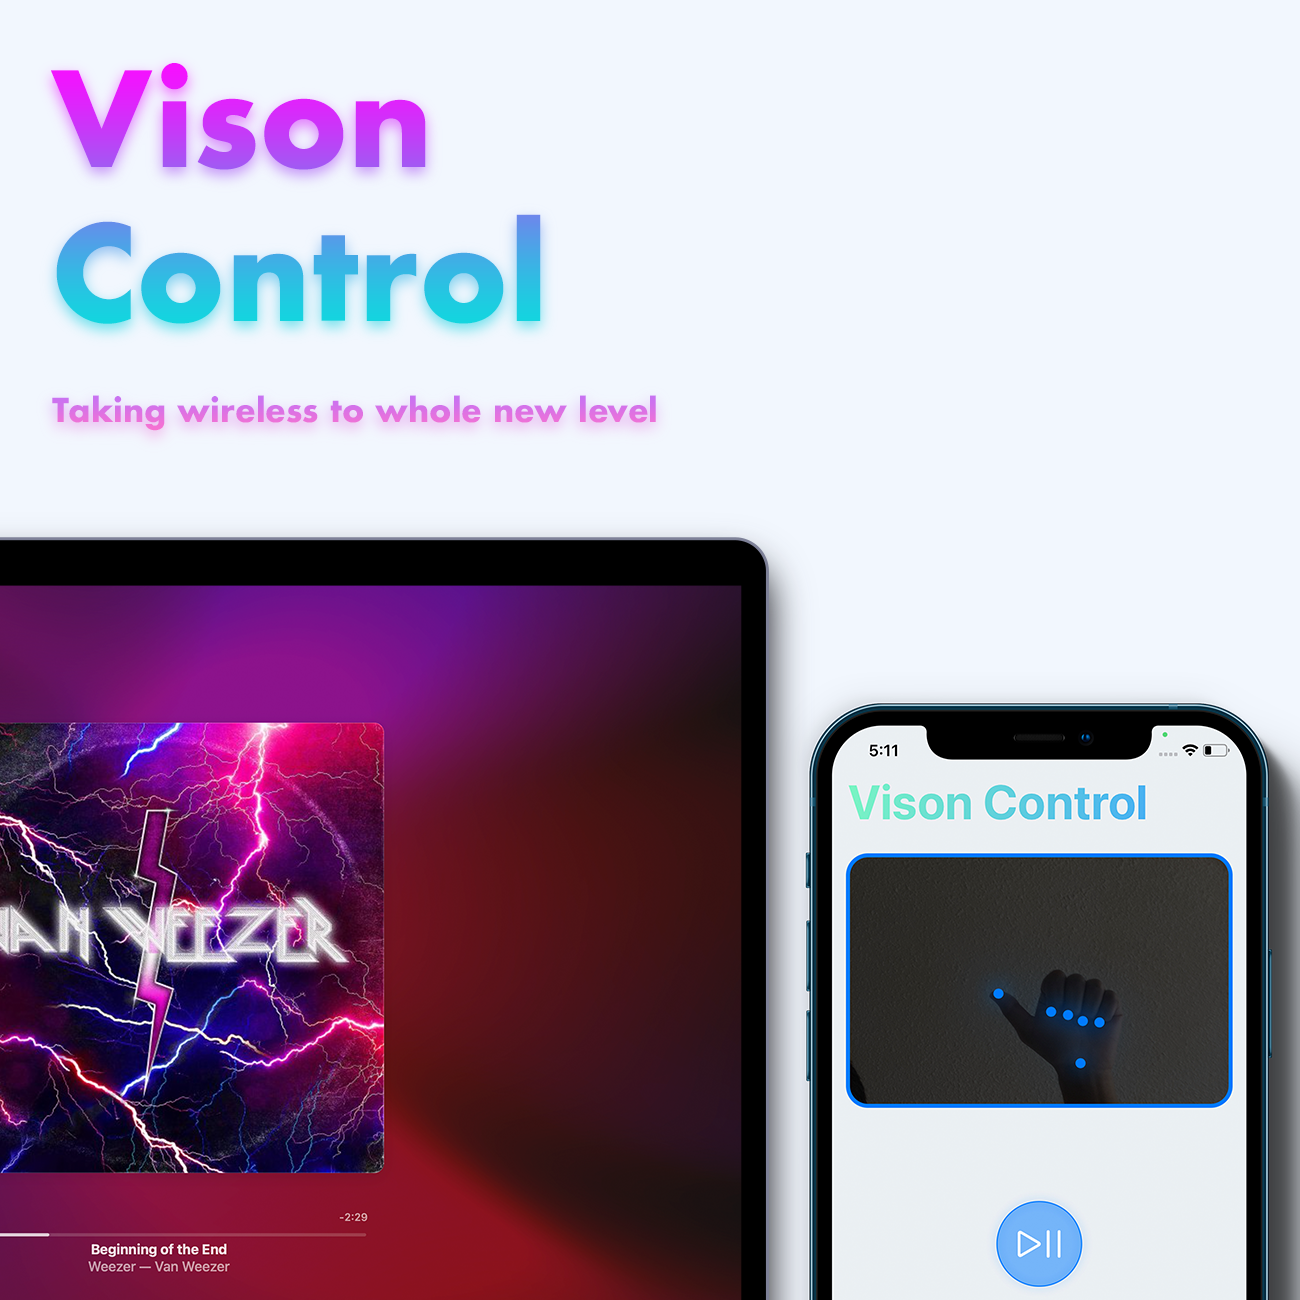 Vison
Control
Taking wireless to whole new level
VAN WEEZER
-2:29
Beginning of the End
Weezer — Van Weezer
5:11
Vison Control